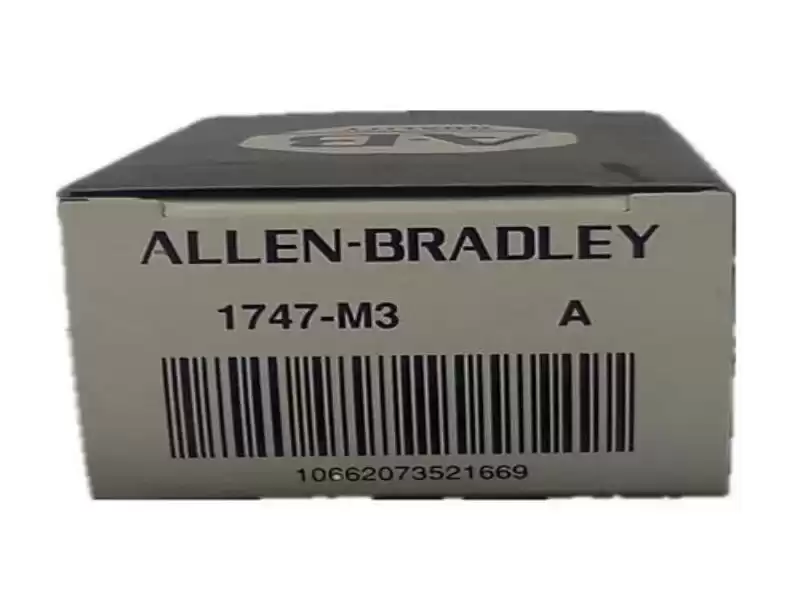 A·B
ALLEN-BRADLEY
1747-M3 A
10662073521669